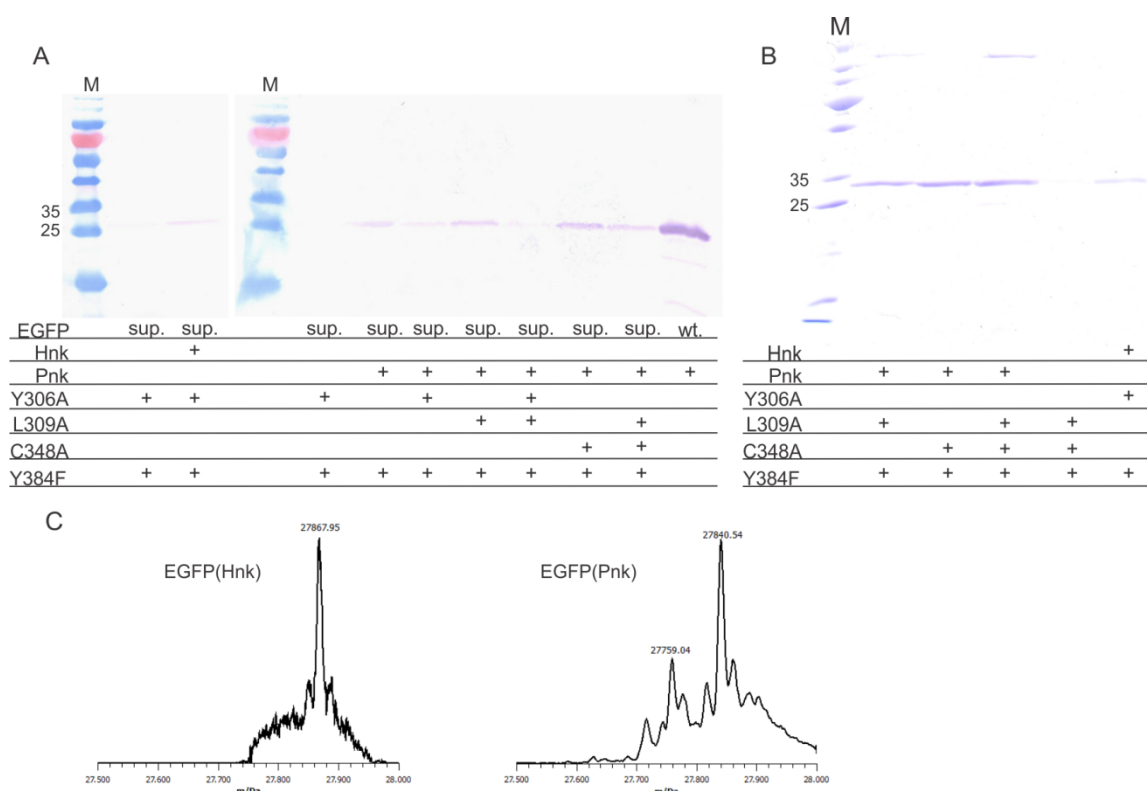 A
B
M
M
M
35
25
35
25
EGFP sup. sup. sup. sup. sup. sup. sup. sup. sup. wt.
Hnk +
Pnk + + + + + + +
Y306A + + + + +
L309A + + +
C348A + +
Y384F + + + + + + + + +
Hnk +
Pnk + + +
Y306A +
L309A + + +
C348A + + +
Y384F + + + + +
C
27867.95
EGFP(Hnk)
27.500 27.600 27.700 27.800 27.900 28.000
27840.54
EGFP(Pnk)
27759.04
27.500 27.600 27.700 27.800 27.900 28.000